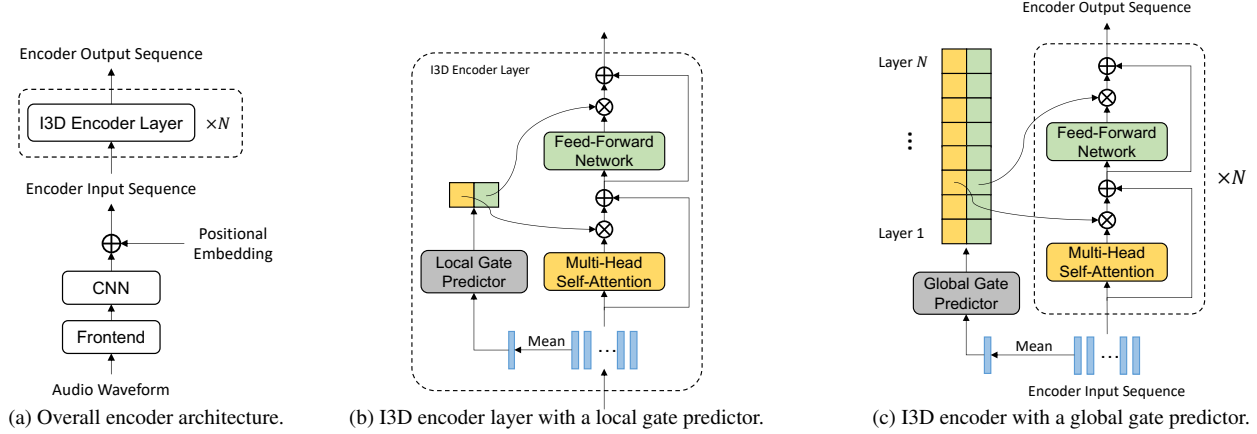 Encoder Output Sequence
I3D Encoder Layer
×N
Encoder Input Sequence
Positional
Embedding
CNN
Frontend
Audio Waveform
(a) Overall encoder architecture.
I3D Encoder Layer
Feed-Forward
Network
Local Gate
Predictor
Multi-Head
Self-Attention
Mean
...
(b) I3D encoder layer with a local gate predictor.
Encoder Output Sequence
Layer N
...
Layer 1
Feed-Forward
Network
×N
Multi-Head
Self-Attention
Global Gate
Predictor
Mean
...
Encoder Input Sequence
(c) I3D encoder with a global gate predictor.